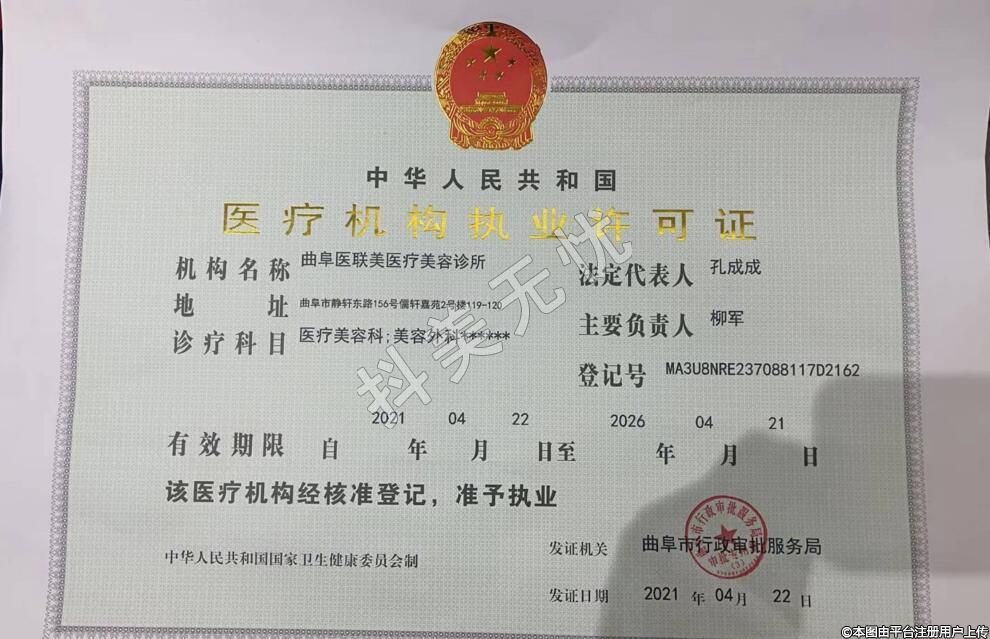 中华人民共和国
医疗机构执业许可证
机构名称 曲阜医联美医疗美容诊所
法定代表人 孔成成
地址 曲阜市静轩东路156号儒轩嘉苑2号楼119-120
主要负责人 柳军
诊疗科目 医疗美容科;美容外科******
登记号 MA3U8NRE237088117D2162
有效期限 自 2021 年 04 月 22 日至 2026 年 04 月 21 日
该医疗机构经核准登记，准予执业
中华人民共和国国家卫生健康委员会制
发证机关 曲阜市行政审批服务局
发证日期 2021 年 04 月 22 日
抖美无忧
©本图由平台注册用户上传